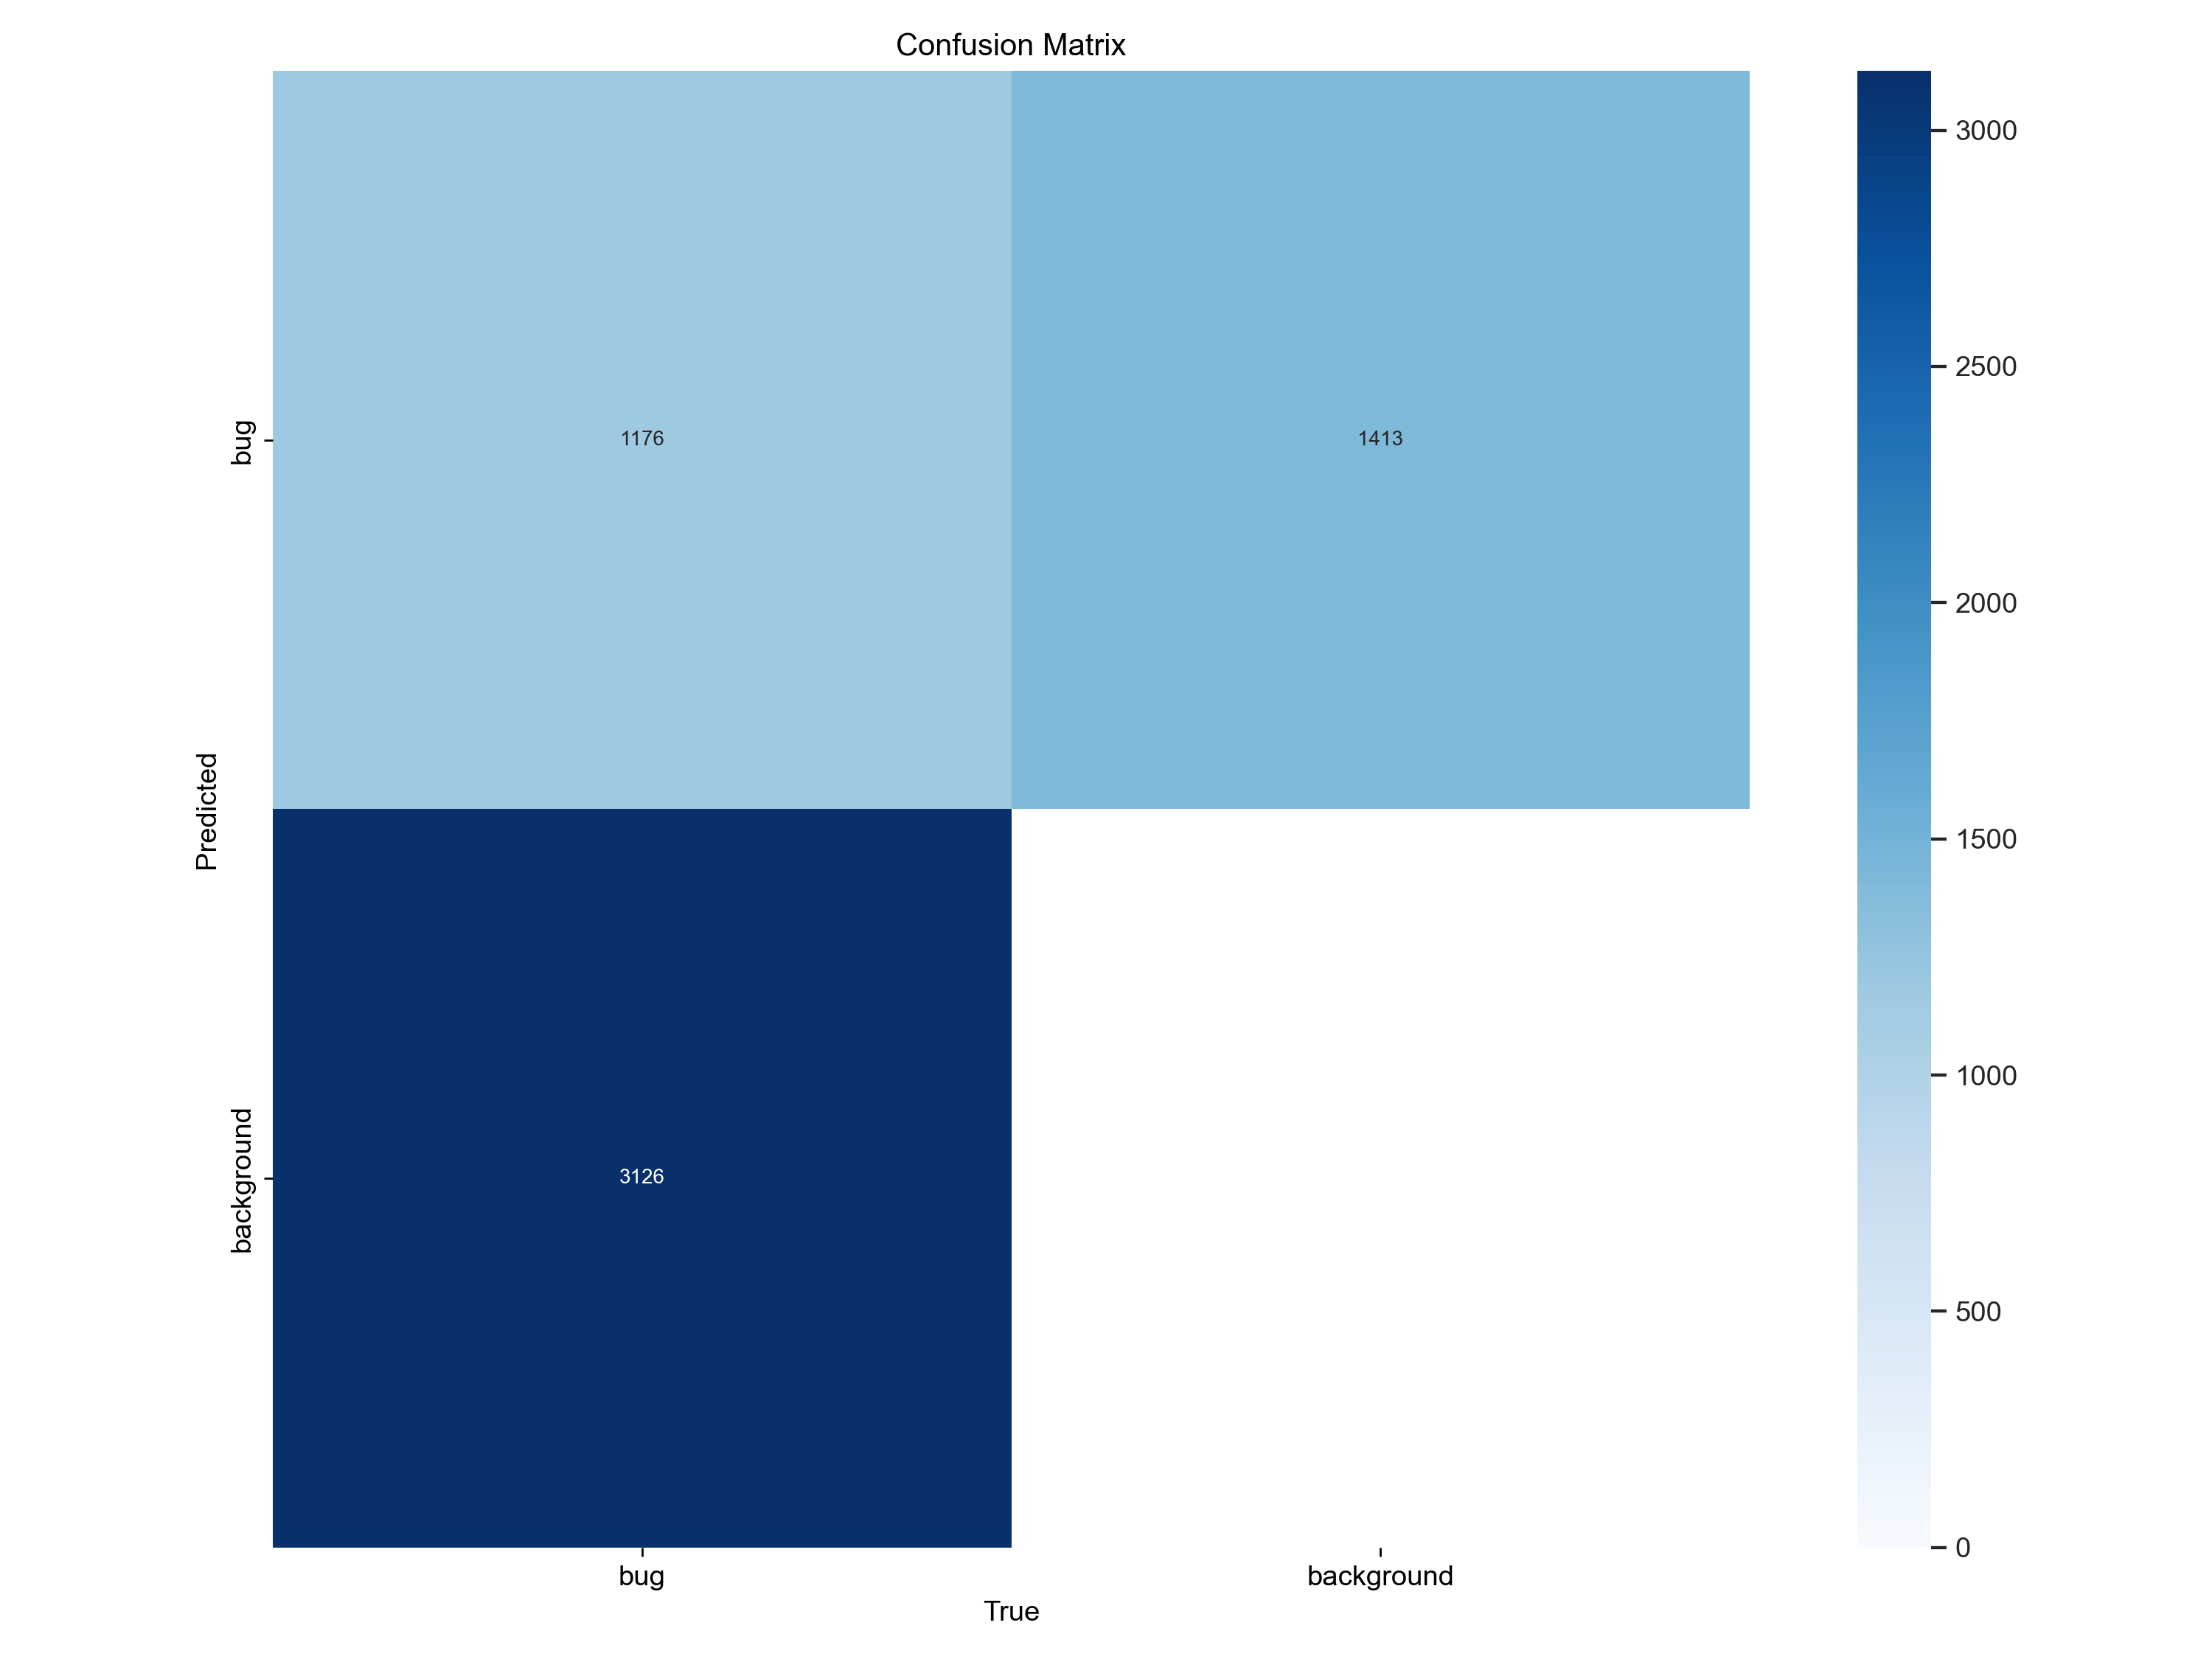 Confusion Matrix
3000
2500
2000
1500
1000
500
0
Predicted
bug
background
1176
1413
3126
bug
background
True